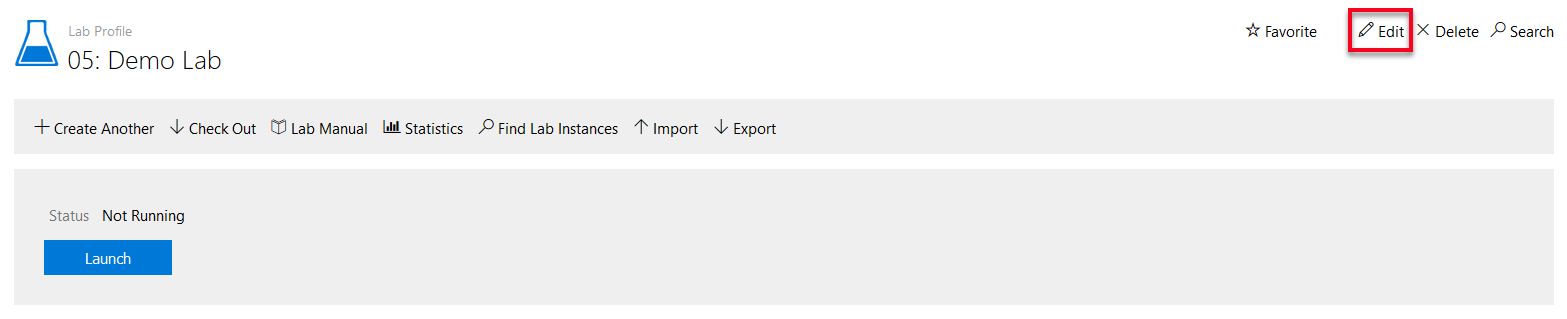 Lab Profile
05: Demo Lab
Favorite Edit Delete Search
Create Another Check Out Lab Manual Statistics Find Lab Instances Import Export
Status Not Running
Launch